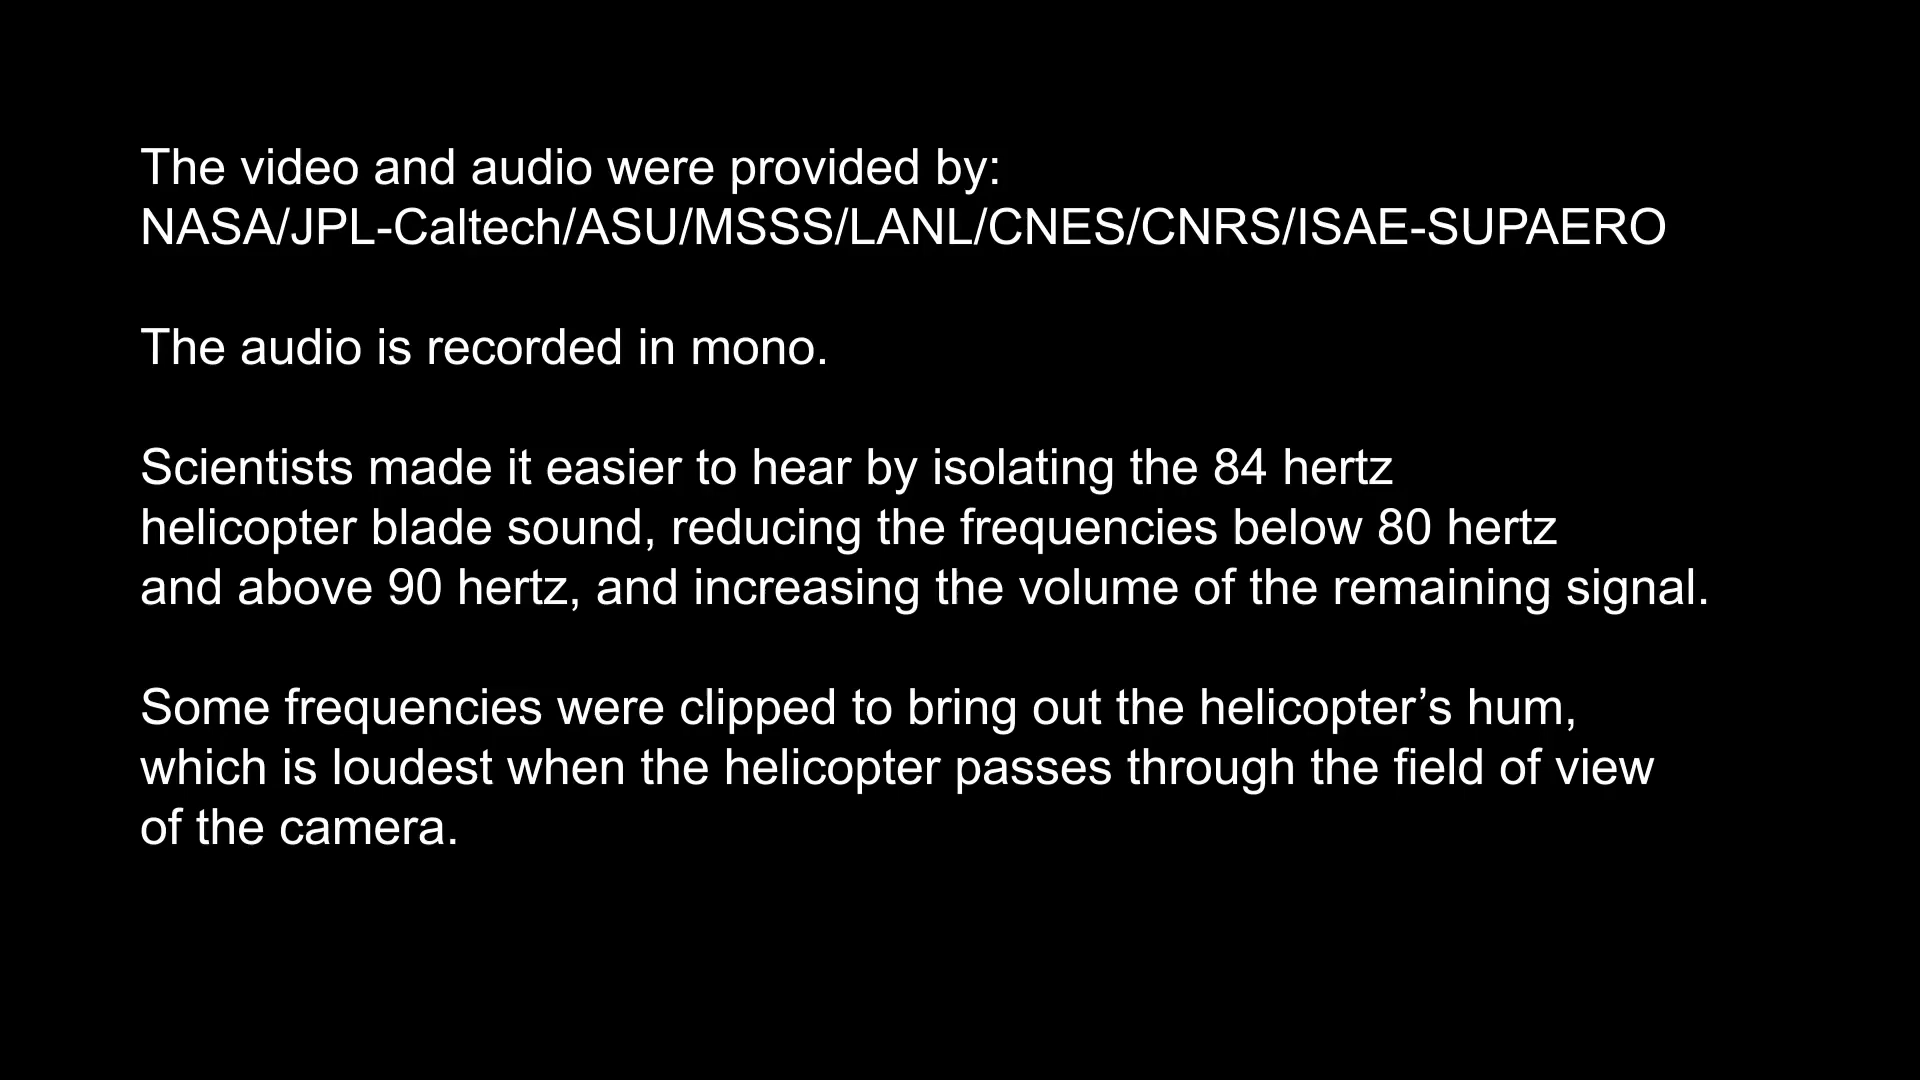 The video and audio were provided by:
NASA/JPL-Caltech/ASU/MSSS/LANL/CNES/CNRS/ISAE-SUPAERO
The audio is recorded in mono.
Scientists made it easier to hear by isolating the 84 hertz
helicopter blade sound, reducing the frequencies below 80 hertz
and above 90 hertz, and increasing the volume of the remaining signal.
Some frequencies were clipped to bring out the helicopter’s hum,
which is loudest when the helicopter passes through the field of view
of the camera.